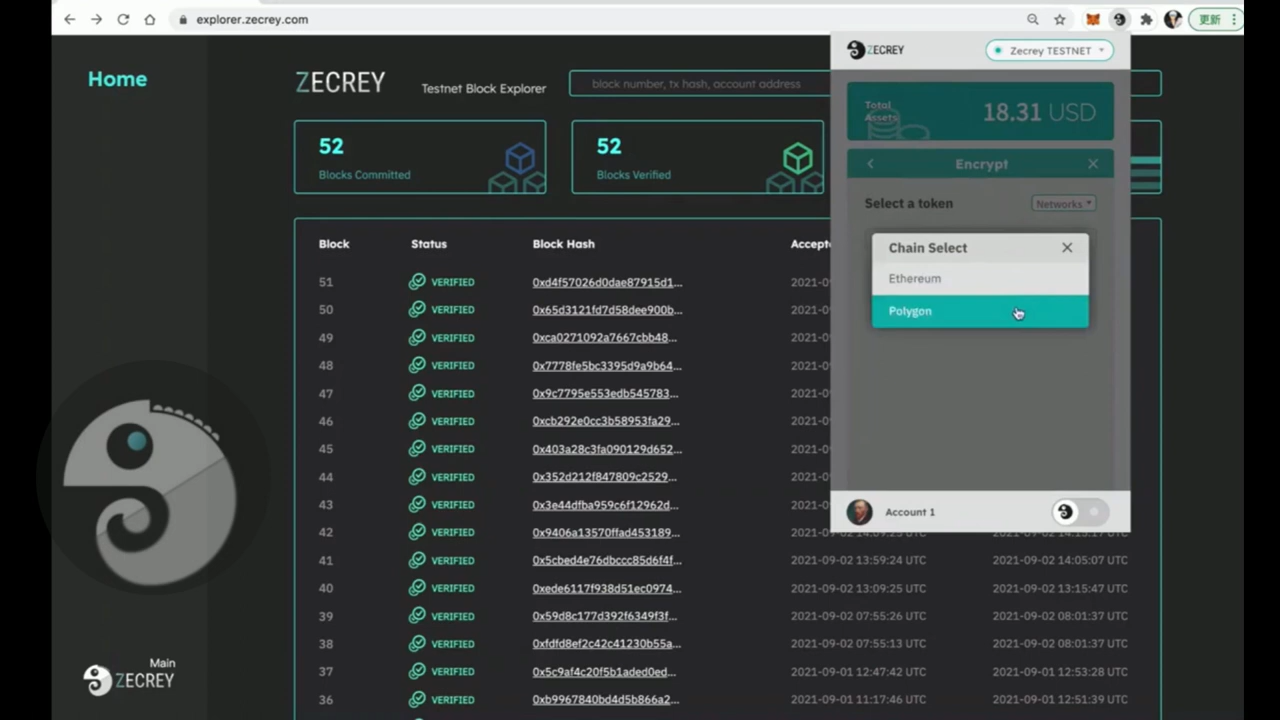 explorer.zecrey.com
更新
Home
ZECREY
Testnet Block Explorer
block number, tx hash, account address
52
Blocks Committed
52
Blocks Verified
Block Status Block Hash
51 VERIFIED 0xd4f57026d0dae87915d1...
50 VERIFIED 0x65d3121fd7d58dee900b...
49 VERIFIED 0xca0271092a7667cbb48...
48 VERIFIED 0x7778fe5bc3395d9a9b64...
47 VERIFIED 0x9c7795e553edb545783...
46 VERIFIED 0xcb292e0cc3b58953fa29...
45 VERIFIED 0x403a28c3fa090129d652...
44 VERIFIED 0x352d212f847809c2529...
43 VERIFIED 0x3e44dfba959c6f12962d...
42 VERIFIED 0x9406a13570ffad453189...
41 VERIFIED 0x5cbed4e76dbccc85d6f4f... 2021-09-02 13:59:24 UTC 2021-09-02 14:05:07 UTC
40 VERIFIED 0xede6117f938d51ec0974... 2021-09-02 13:09:25 UTC 2021-09-02 13:15:47 UTC
39 VERIFIED 0x59d8c177d392f6349f3f... 2021-09-02 07:55:26 UTC 2021-09-02 08:01:37 UTC
38 VERIFIED 0xfdfd8ef2c42c41230b55a... 2021-09-02 07:55:13 UTC 2021-09-02 08:01:37 UTC
37 VERIFIED 0x5c9af4c20f5b1aded0ed... 2021-09-01 12:47:42 UTC 2021-09-01 12:53:28 UTC
36 VERIFIED 0xb9967840bd4d5b866a2... 2021-09-01 11:17:46 UTC 2021-09-01 12:51:39 UTC
ZECREY
Zecrey TESTNET
Total
Assets
18.31 USD
Encrypt
Select a token
Networks
Chain Select
Ethereum
Polygon
Account 1
Main
ZECREY